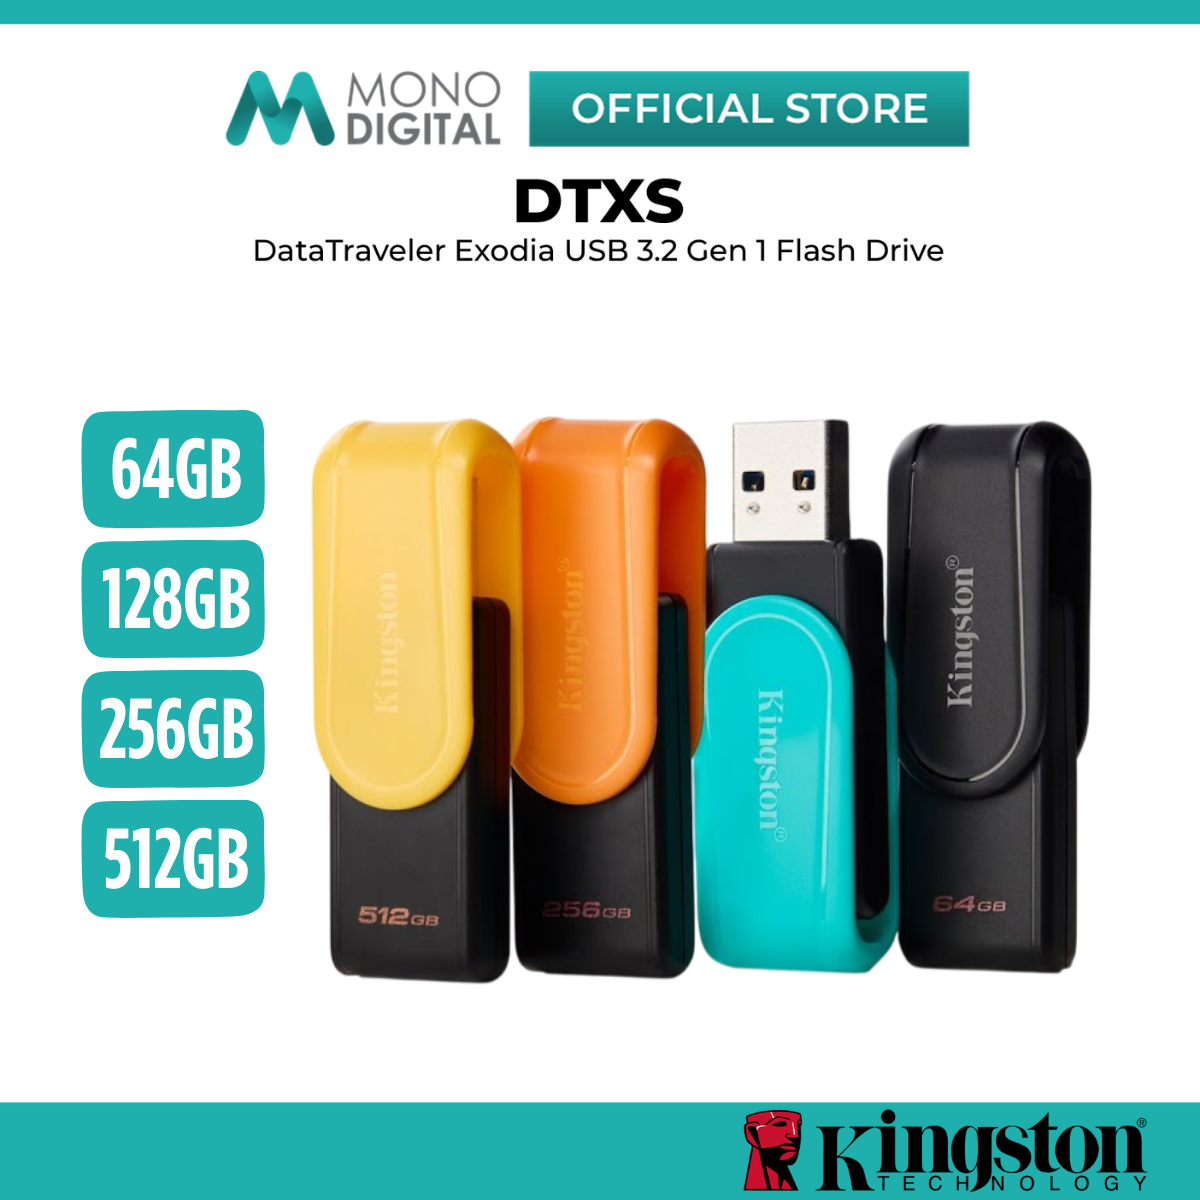 MONO
DIGITAL
OFFICIAL STORE
DTXS
DataTraveler Exodia USB 3.2 Gen 1 Flash Drive
64GB
128GB
256GB
512GB
Kingston®
Kingston®
Kingston®
Kingston®
512GB
256GB
64GB
Kingston®
TECHNOLOGY